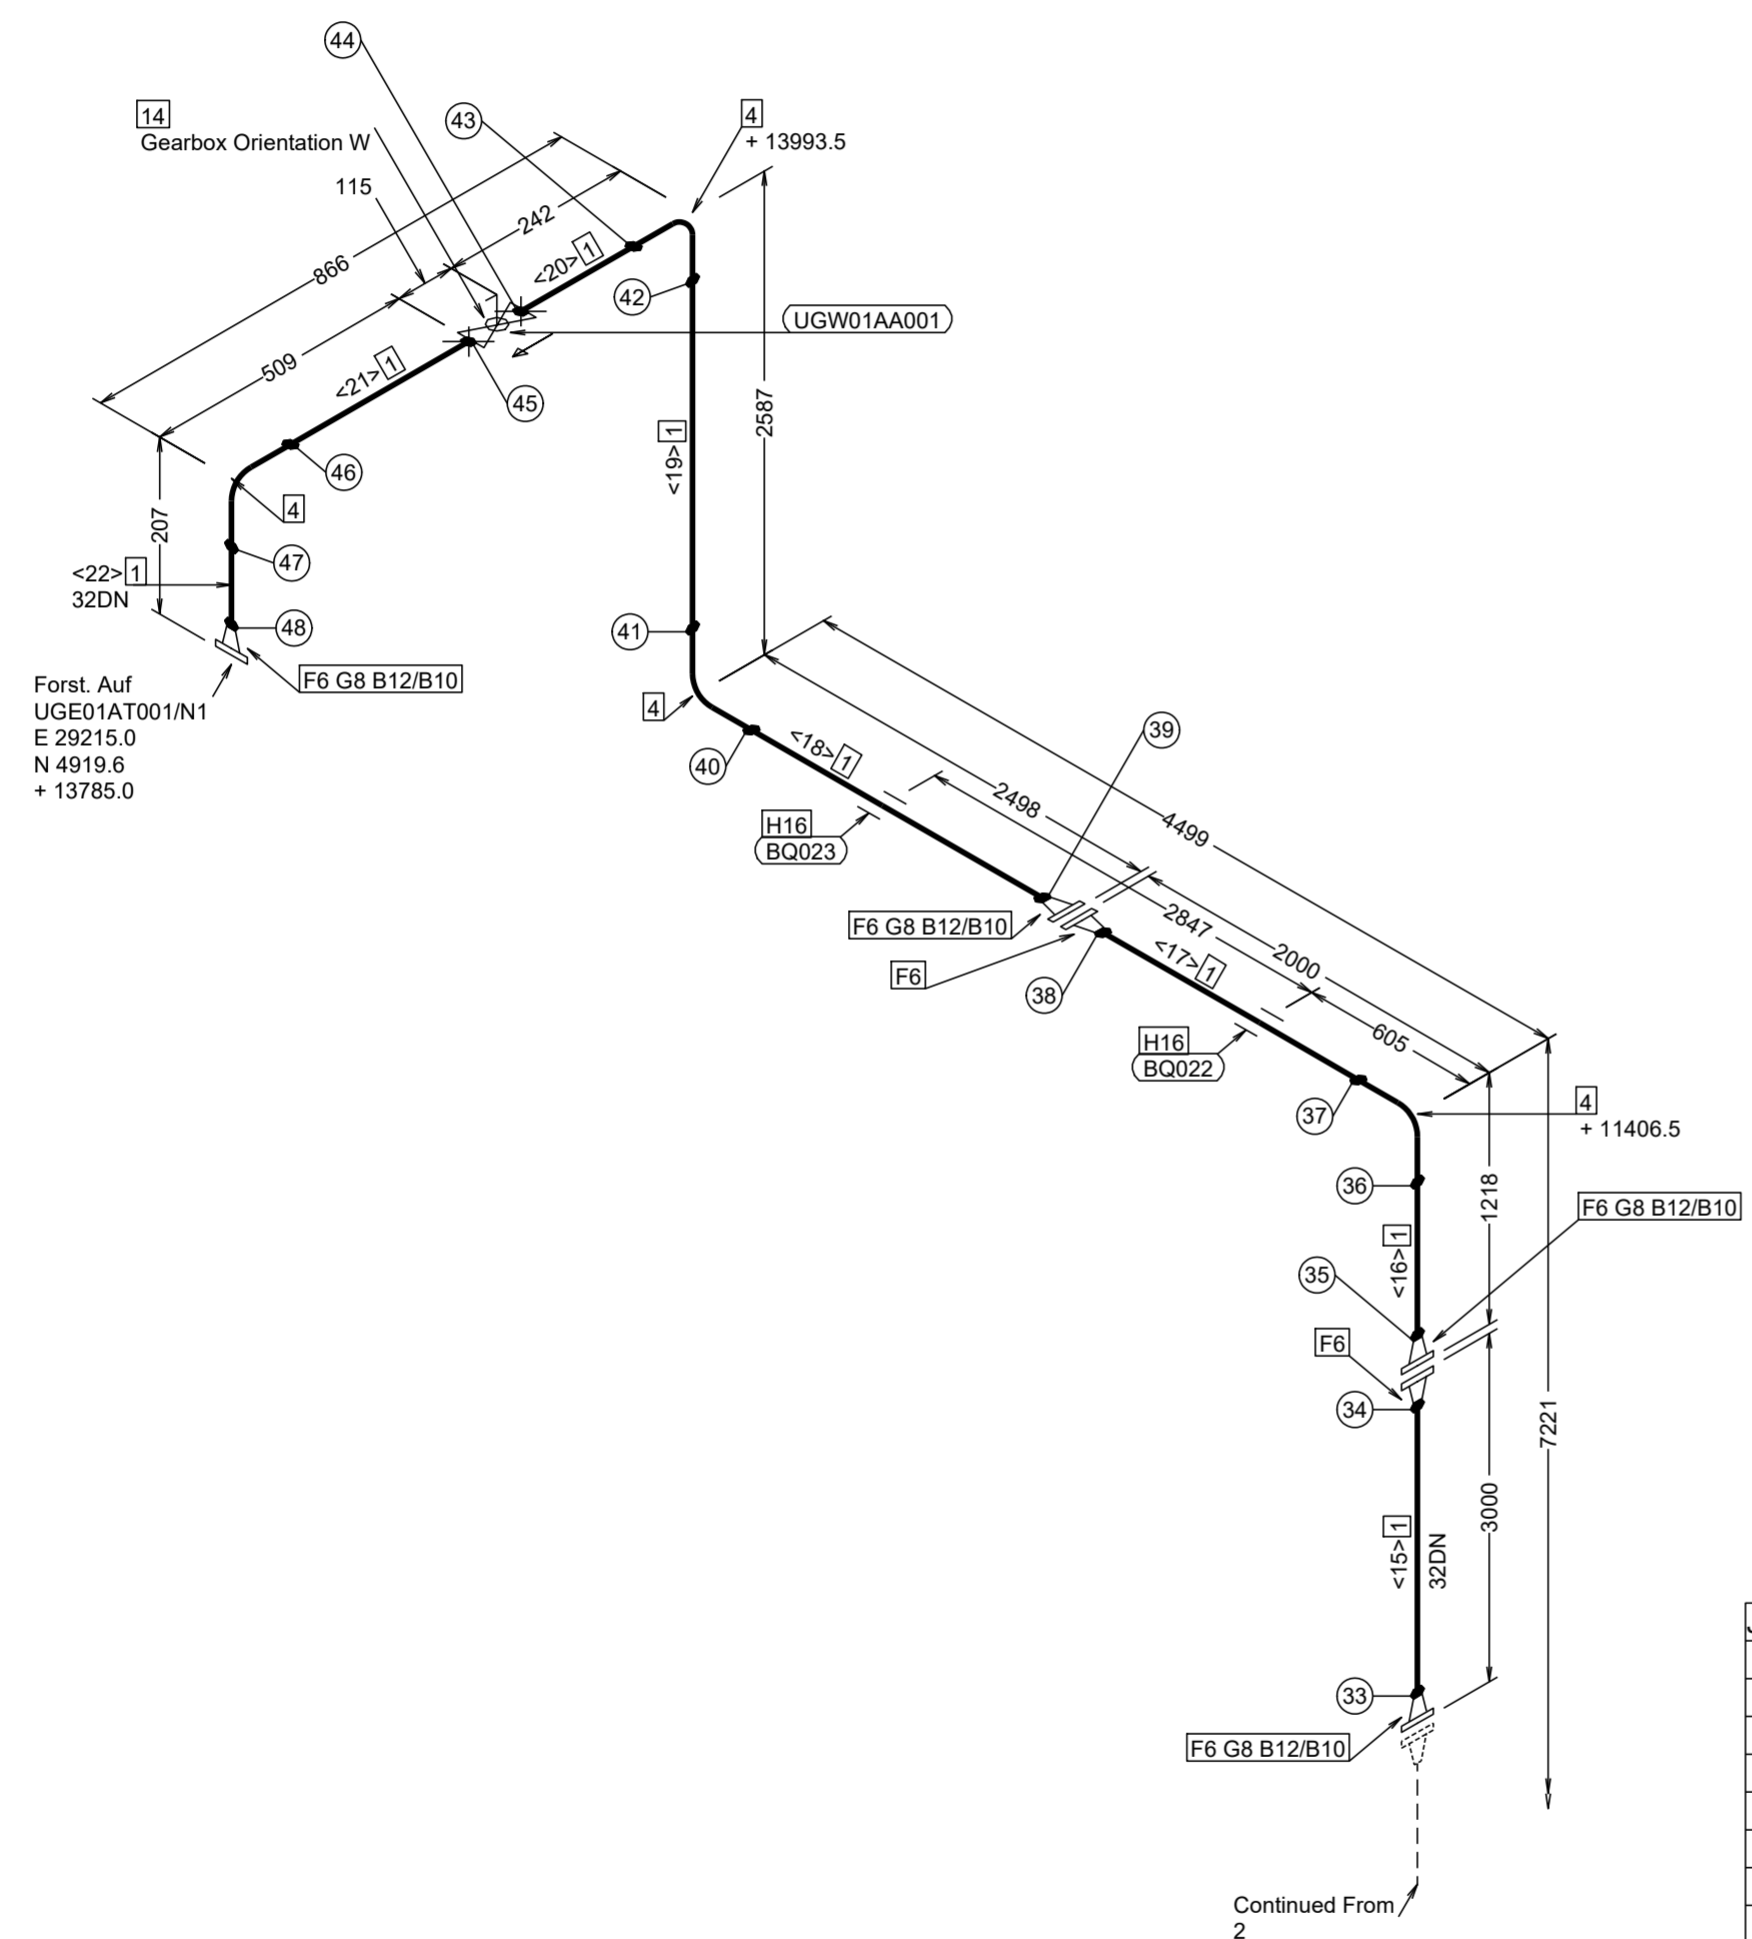 44
14
Gearbox Orientation W
43
4
+ 13993.5
115
242
866
<20> 1
42
UGW01AA001
509
<21> 1
45
2587
<19> 1
46
4
207
47
<22> 1
32DN
48
41
F6 G8 B12/B10
Forst. Auf
UGE01AT001/N1
E 29215.0
N 4919.6
+ 13785.0
4
40
<18> 1
39
2498
4499
H16
BQ023
F6 G8 B12/B10
2847
<17> 1
2000
F6
38
605
H16
BQ022
37
4
+ 11406.5
36
1218
F6 G8 B12/B10
<16> 1
35
F6
34
7221
3000
<15> 1
32DN
33
F6 G8 B12/B10
Continued From
2